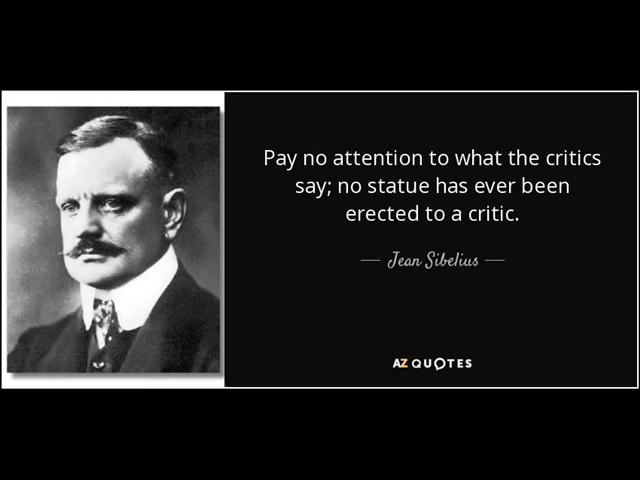 Pay no attention to what the critics
say; no statue has ever been
erected to a critic.
Jean Sibelius
AZ QUOTES